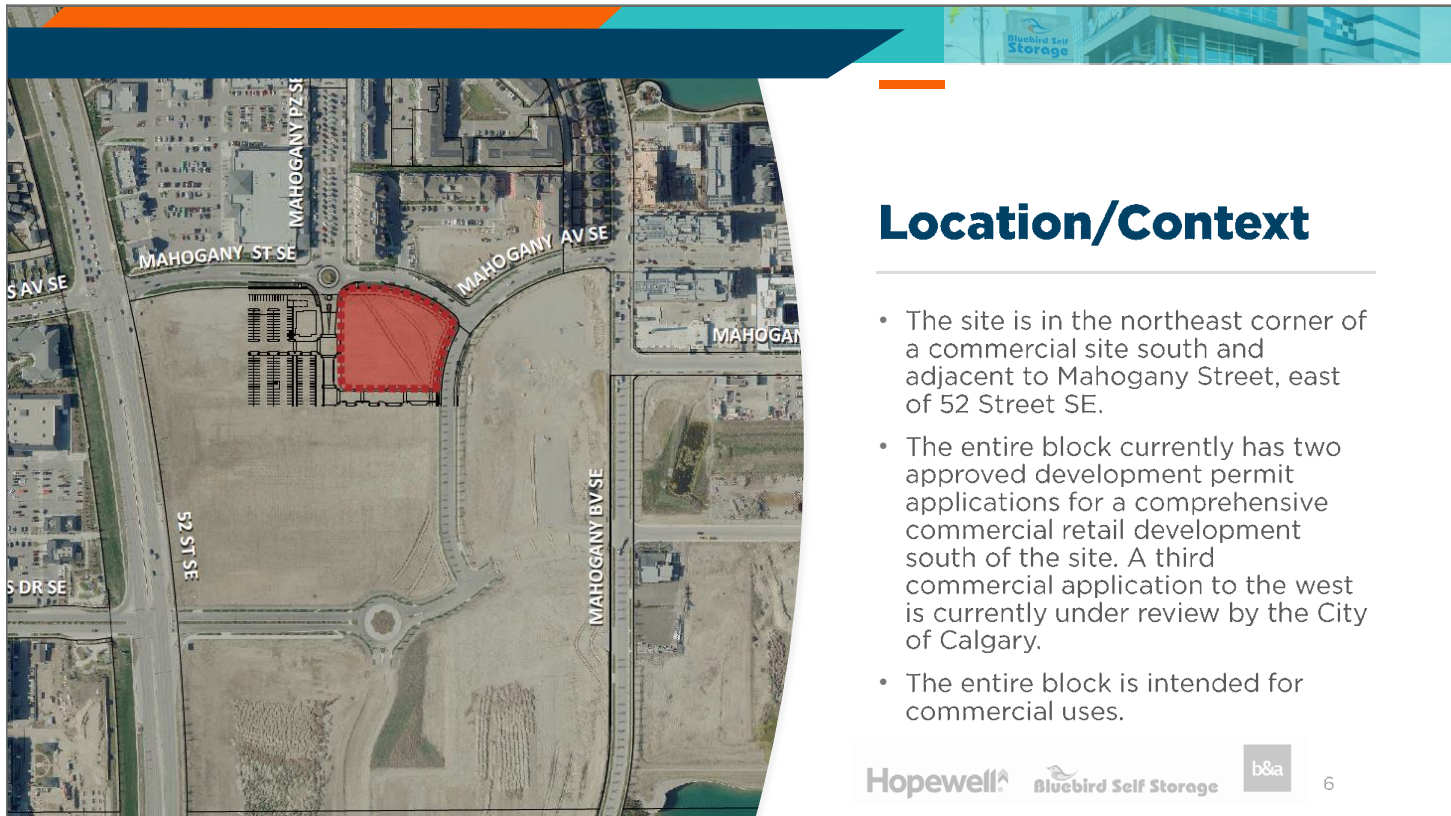 Bluebird Self
Storage
MAHOGANY PZ SE
MAHOGANY ST SE
MAHOGANY AV SE
S AV SE
MAHOGAN
52 ST SE
MAHOGANY BV SE
S DR SE
Location/Context
• The site is in the northeast corner of
a commercial site south and
adjacent to Mahogany Street, east
of 52 Street SE.
• The entire block currently has two
approved development permit
applications for a comprehensive
commercial retail development
south of the site. A third
commercial application to the west
is currently under review by the City
of Calgary.
• The entire block is intended for
commercial uses.
Hopewell
Bluebird Self Storage
b&a
6